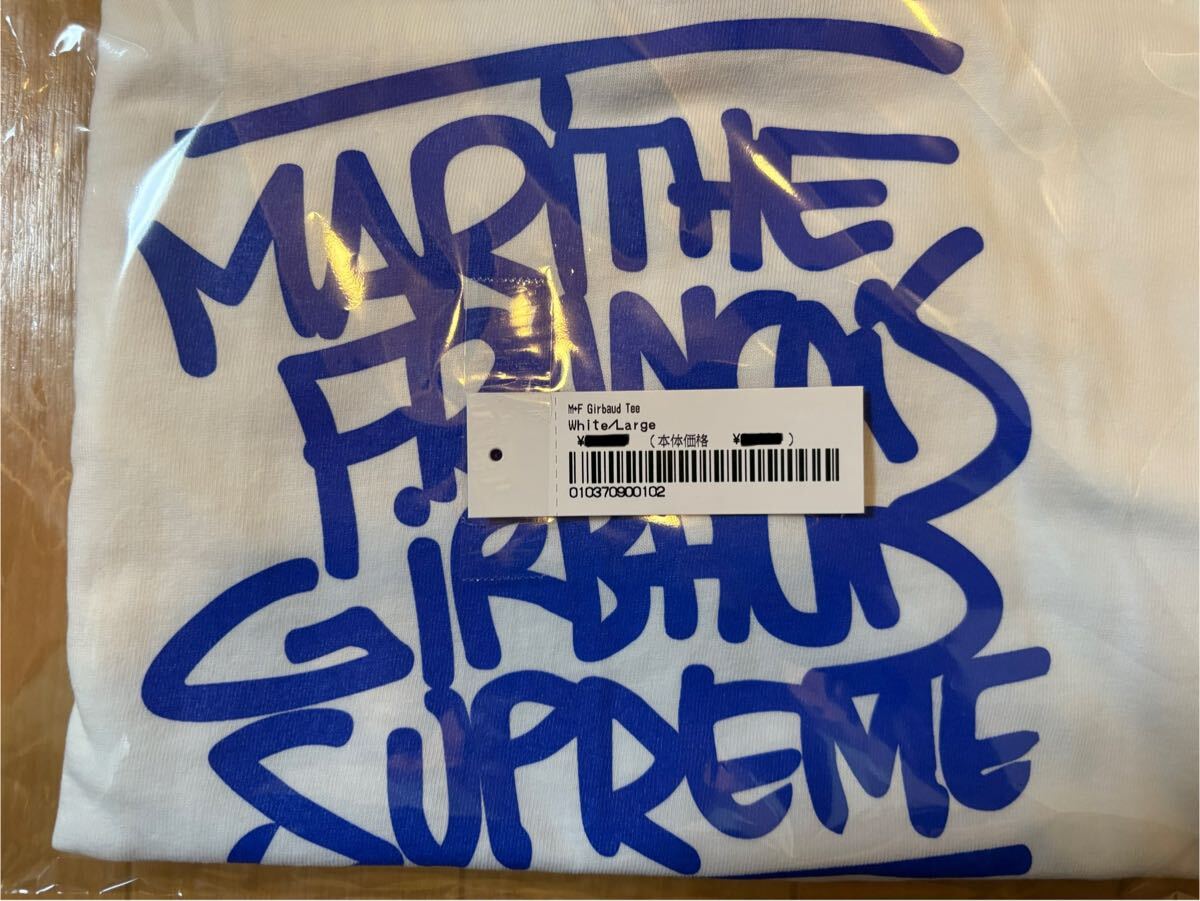 MARITHE
FRANCOIS
GIRBAUD
SUPREME
M+F Girbaud Tee
White/Large
¥ (本体価格 ¥ )
010370900102